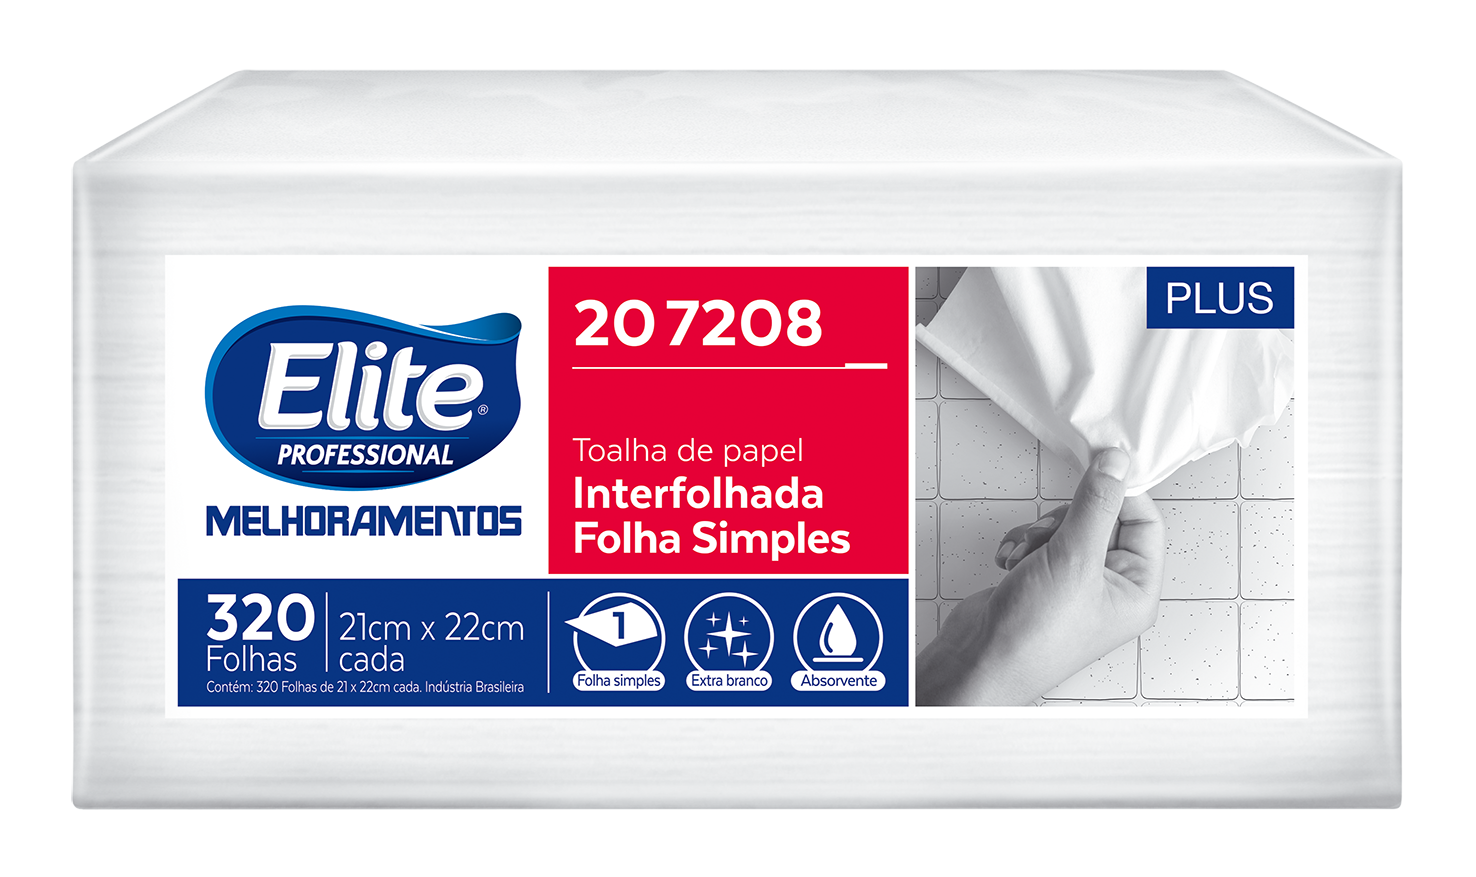 Elite®
PROFESSIONAL
MELHORAMENTOS
20 7208
Toalha de papel
Interfolhada
Folha Simples
PLUS
320
Folhas
21cm x 22cm
cada
Contém: 320 Folhas de 21 x 22cm cada. Indústria Brasileira
1
Folha simples
Extra branco
Absorvente